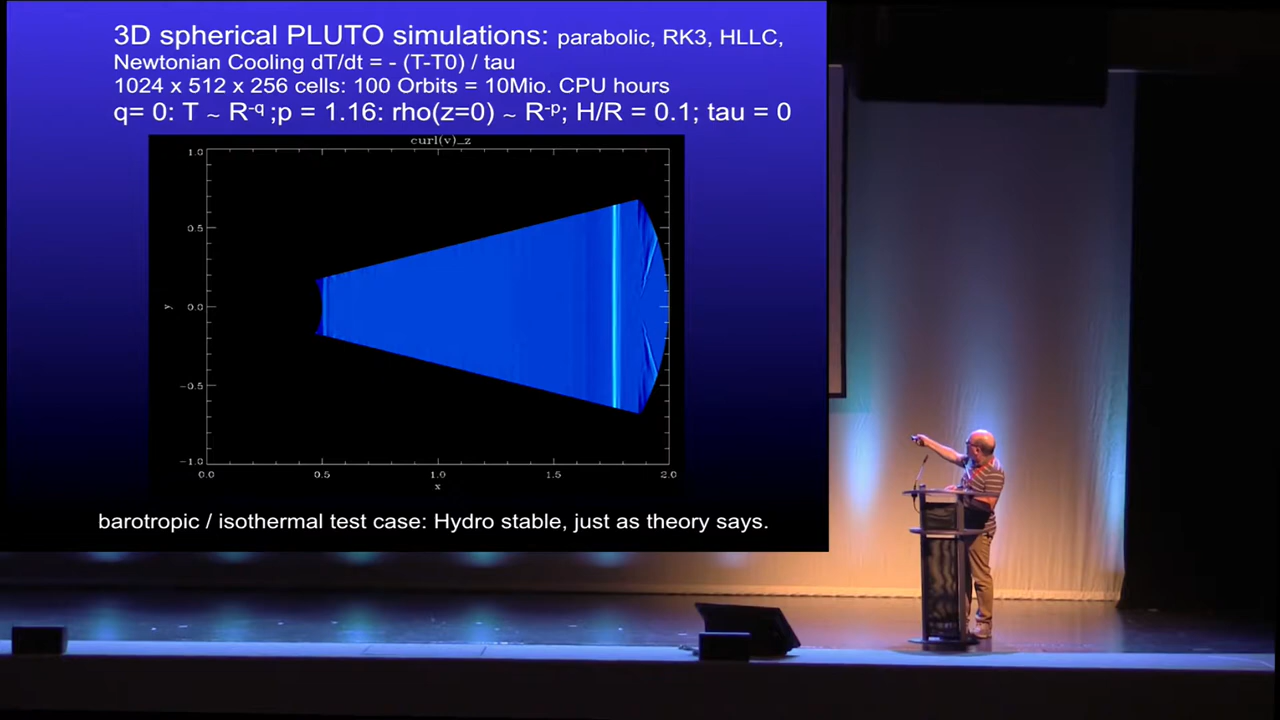 3D spherical PLUTO simulations: parabolic, RK3, HLLC,
Newtonian Cooling dT/dt = - (T-T0) / tau
1024 x 512 x 256 cells: 100 Orbits = 10Mio. CPU hours
q= 0: T ~ R-q ;p = 1.16: rho(z=0) ~ R-p; H/R = 0.1; tau = 0
curl(v)_z
1.0
0.5
y
0.0
-0.5
-1.0
0.0 0.5 1.0 1.5 2.0
x
barotropic / isothermal test case: Hydro stable, just as theory says.